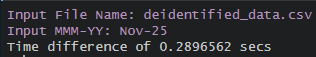 Input File Name: deidentified_data.csv
Input MMM-YY: Nov-25
Time difference of 0.2896562 secs